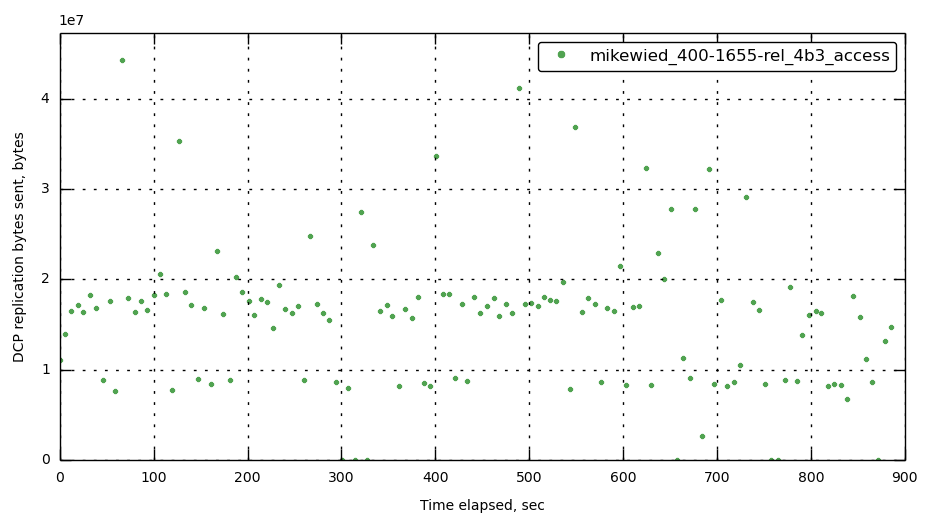 1e7
mikewied_400-1655-rel_4b3_access
4
3
2
1
0
DCP replication bytes sent, bytes
0 100 200 300 400 500 600 700 800 900
Time elapsed, sec